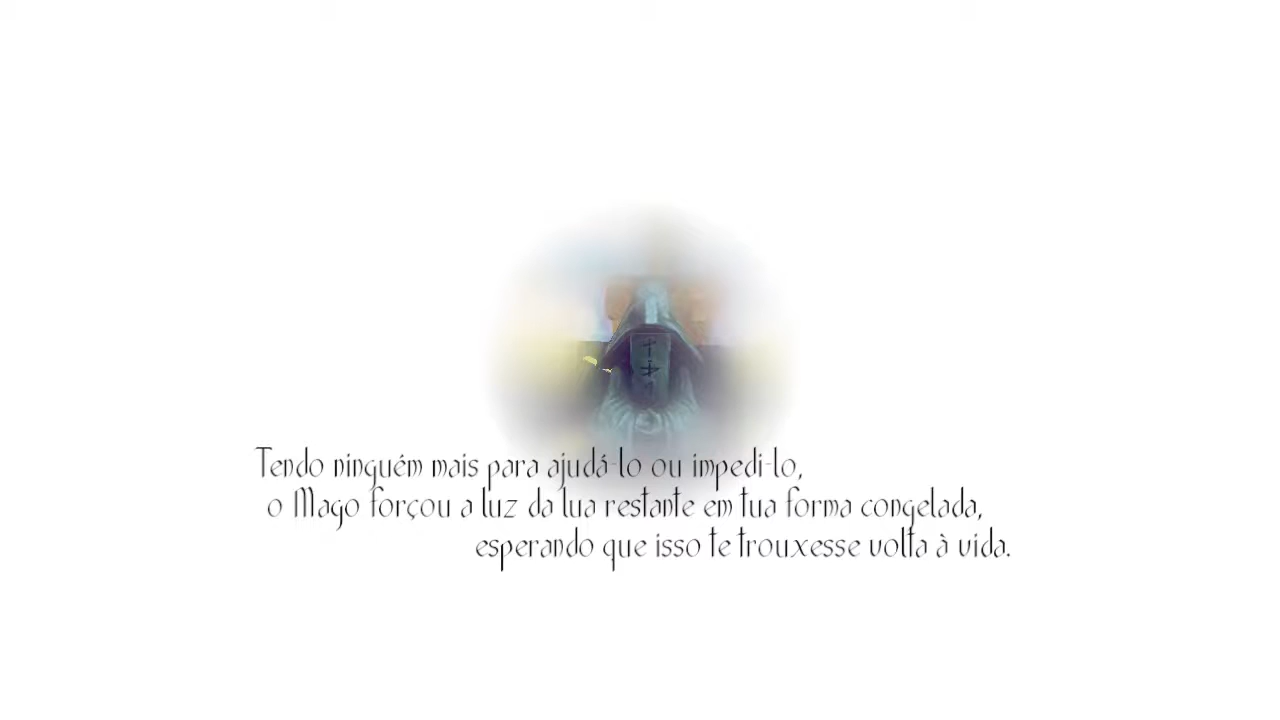 Tendo ninguém mais para ajudá-lo ou impedi-lo,
o Mago forçou a luz da lua restante em tua forma congelada,
esperando que isso te trouxesse volta à vida.